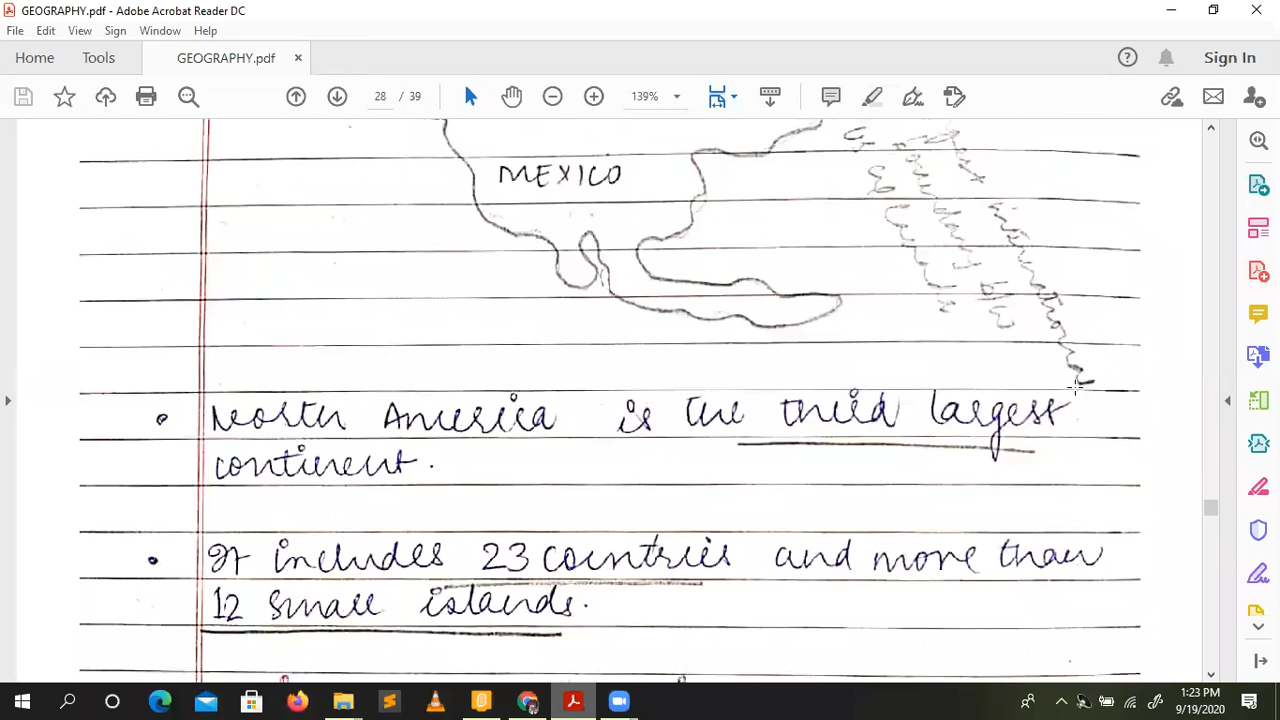 GEOGRAPHY.pdf - Adobe Acrobat Reader DC
File Edit View Sign Window Help
Home Tools GEOGRAPHY.pdf × Sign In
28 / 39 139%
MEXICO
• North America is the third largest
continent.
• It includes 23 countries and more than
12 small islands.
1:23 PM
9/19/2020